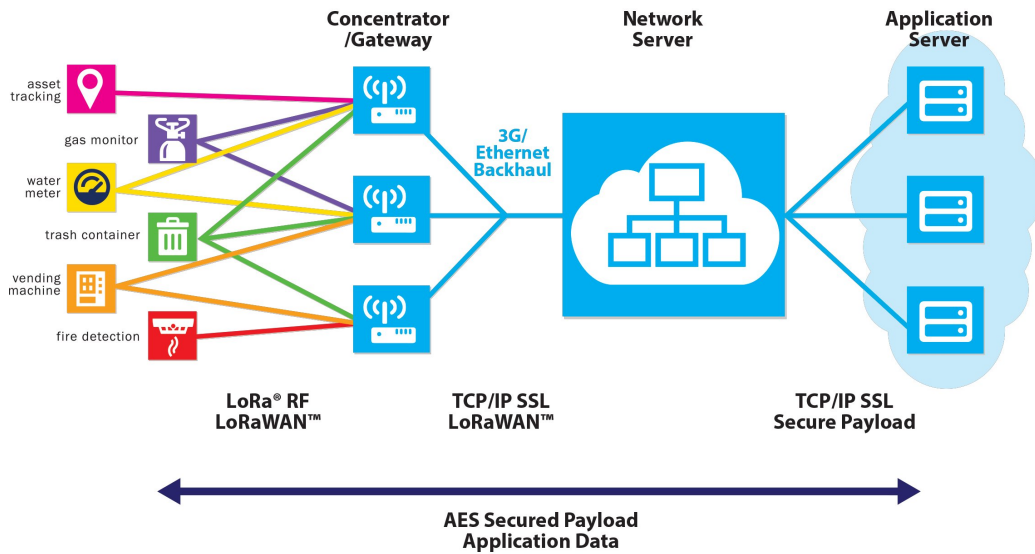 Concentrator
/Gateway
Network
Server
Application
Server
asset
tracking
gas monitor
water
meter
trash container
vending
machine
fire detection
3G/
Ethernet
Backhaul
LoRa® RF
LoRaWAN™
TCP/IP SSL
LoRaWAN™
TCP/IP SSL
Secure Payload
AES Secured Payload
Application Data